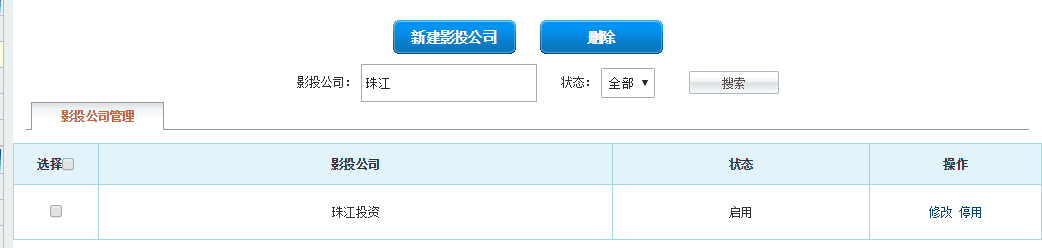 新建影投公司 删除
影投公司： 珠江 状态： 全部 搜索
影投公司管理
选择 影投公司 状态 操作
珠江投资 启用 修改 停用